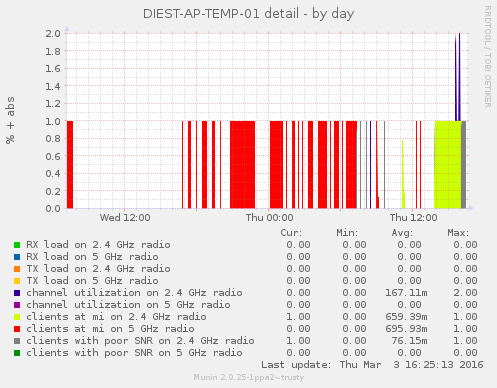 DIEST-AP-TEMP-01 detail - by day
RRDTOOL / TOBI OETIKER
% + abs
2.0
1.8
1.6
1.4
1.2
1.0
0.8
0.6
0.4
0.2
0.0
Wed 12:00 Thu 00:00 Thu 12:00
Cur: Min: Avg: Max:
RX load on 2.4 GHz radio 0.00 0.00 0.00 0.00
RX load on 5 GHz radio 0.00 0.00 0.00 0.00
TX load on 2.4 GHz radio 0.00 0.00 0.00 0.00
TX load on 5 GHz radio 0.00 0.00 0.00 0.00
channel utilization on 2.4 GHz radio 0.00 0.00 167.11m 2.00
channel utilization on 5 GHz radio 0.00 0.00 0.00 0.00
clients at mi on 2.4 GHz radio 1.00 0.00 659.39m 1.00
clients at mi on 5 GHz radio 0.00 0.00 695.93m 1.00
clients with poor SNR on 2.4 GHz radio 1.00 0.00 76.15m 1.00
clients with poor SNR on 5 GHz radio 0.00 0.00 0.00 0.00
Last update: Thu Mar 3 16:25:13 2016
Munin 2.0.25-1ppa2~trusty